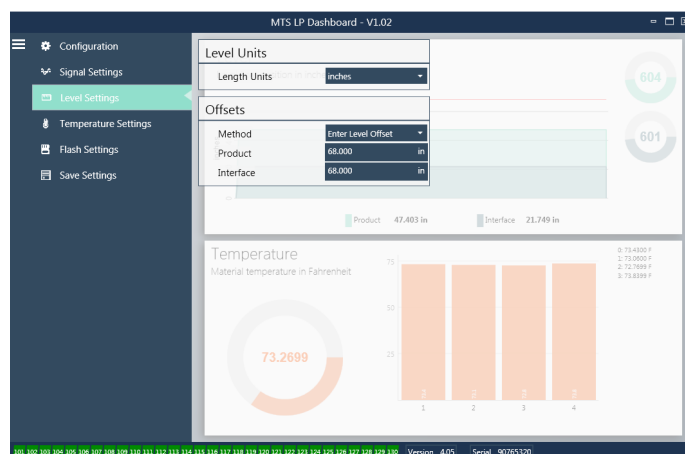 MTS LP Dashboard - V1.02
Configuration
Signal Settings
Level Settings
Temperature Settings
Flash Settings
Save Settings
Level Units
Length Units inches
Offsets
Method Enter Level Offset
Product 68.000 in
Interface 68.000 in
604
601
Product 47.403 in Interface 21.749 in
Temperature
Material temperature in Fahrenheit
73.2699
75
50
25
1 2 3 4
0: 73.4300 F
1: 73.0600 F
2: 72.7699 F
3: 73.8399 F
101 102 103 104 105 106 107 108 109 110 111 112 113 114 115 116 117 118 119 120 121 122 123 124 125 126 127 128 129 130 Version 4.05 Serial 90765320